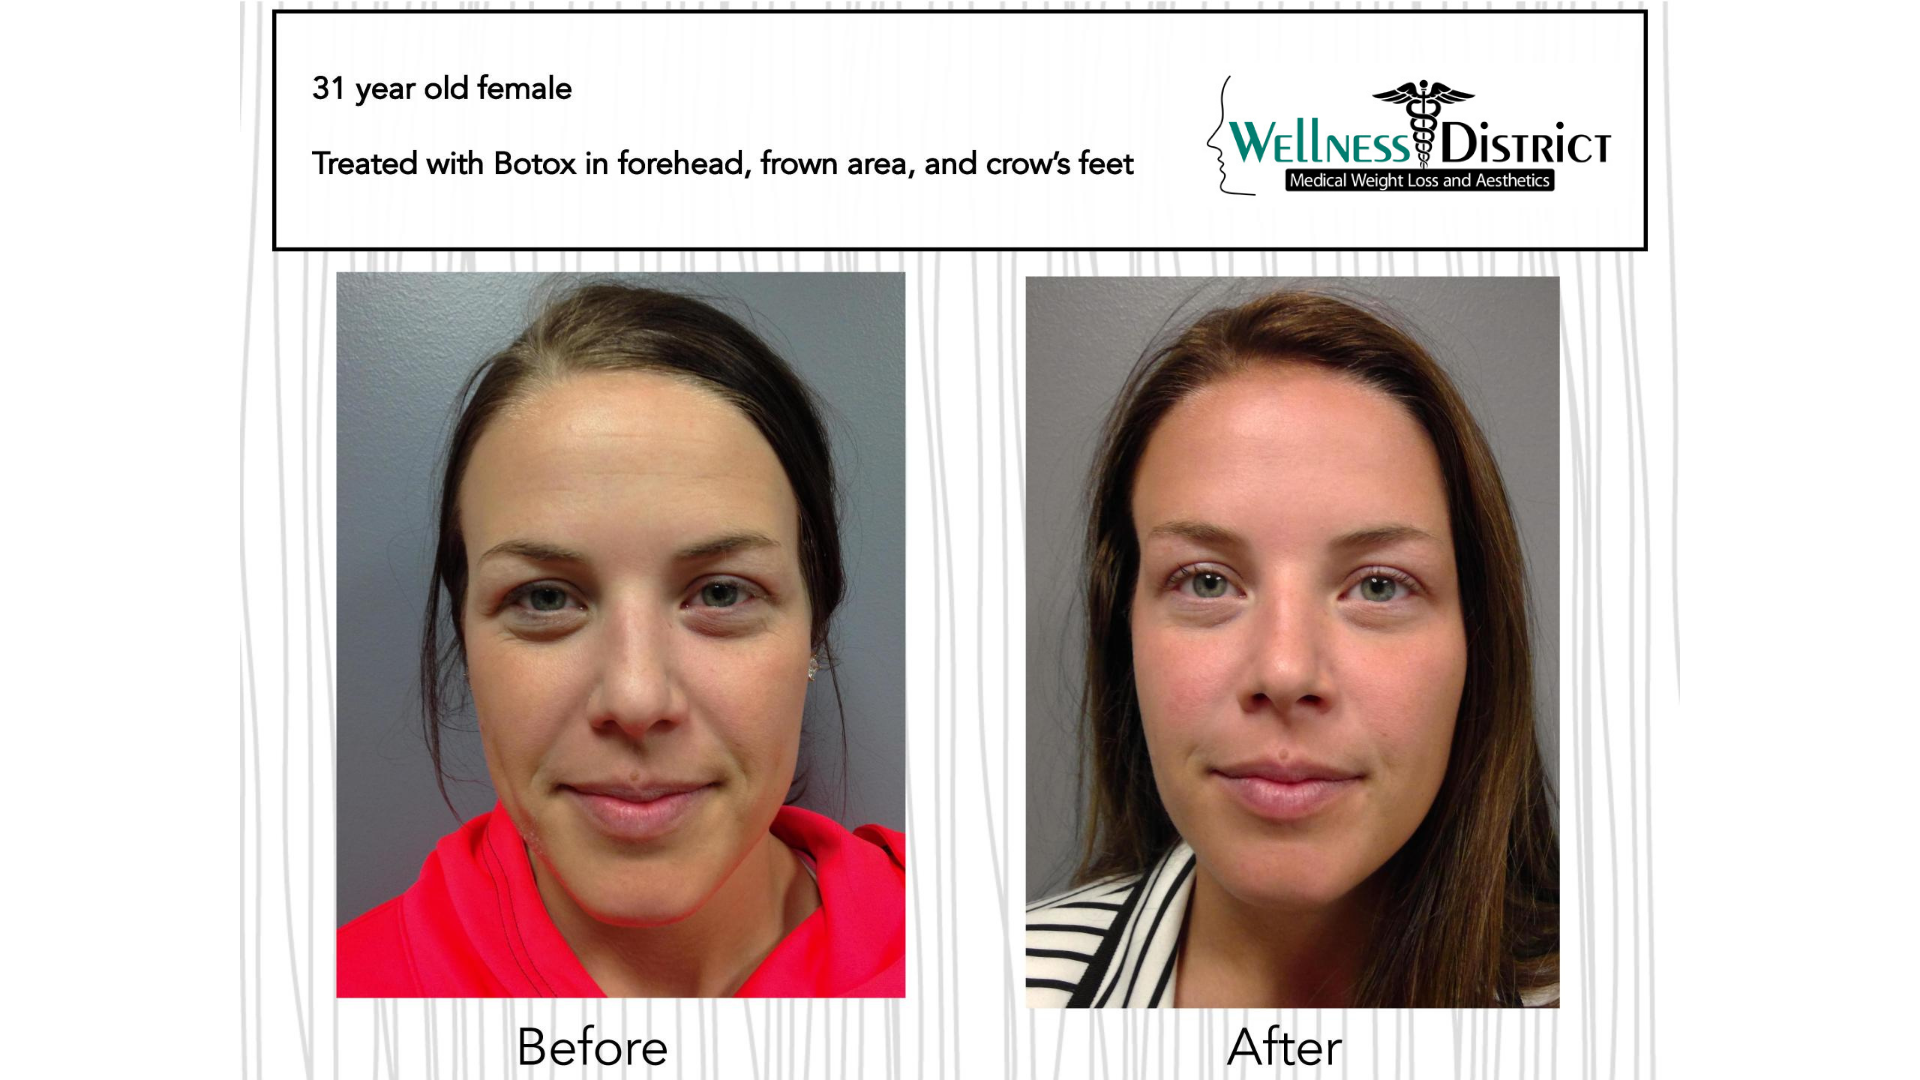 31 year old female
Treated with Botox in forehead, frown area, and crow's feet
Wellness District
Medical Weight Loss and Aesthetics
Before
After